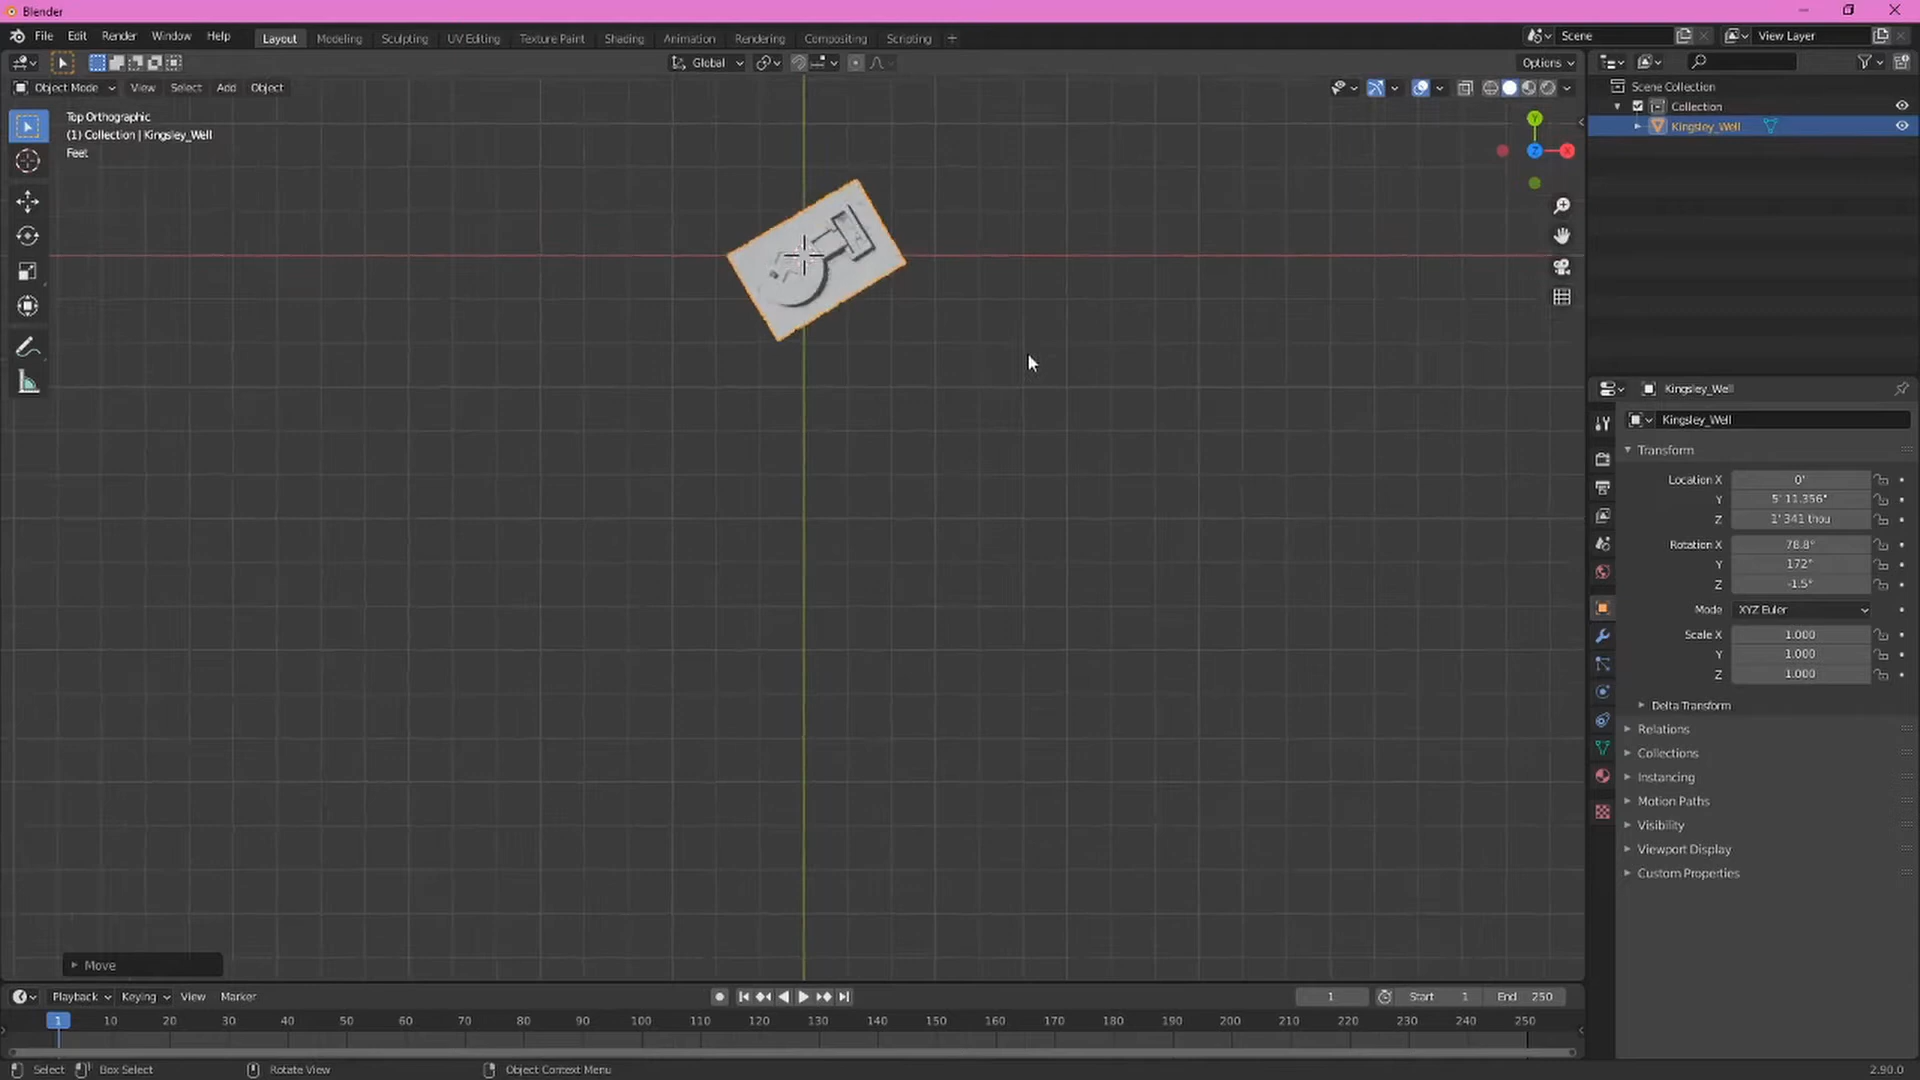 Blender
File Edit Render Window Help Layout Modeling Sculpting UV Editing Texture Paint Shading Animation Rendering Compositing Scripting + Scene View Layer
Global Options
Object Mode View Select Add Object
Top Orthographic
(1) Collection | Kingsley_Well
Feet
Y
Z
X
Scene Collection
Collection
Kingsley_Well
Kingsley_Well
Kingsley_Well
Transform
Location X 0'
Y 5' 11.356"
Z 1' 341 thou
Rotation X 78.8°
Y 172°
Z -1.5°
Mode XYZ Euler
Scale X 1.000
Y 1.000
Z 1.000
Delta Transform
Relations
Collections
Instancing
Motion Paths
Visibility
Viewport Display
Custom Properties
Move
Playback Keying View Marker 1 Start 1 End 250
1 10 20 30 40 50 60 70 80 90 100 110 120 130 140 150 160 170 180 190 200 210 220 230 240 250
Select Box Select Rotate View Object Context Menu 2.90.0